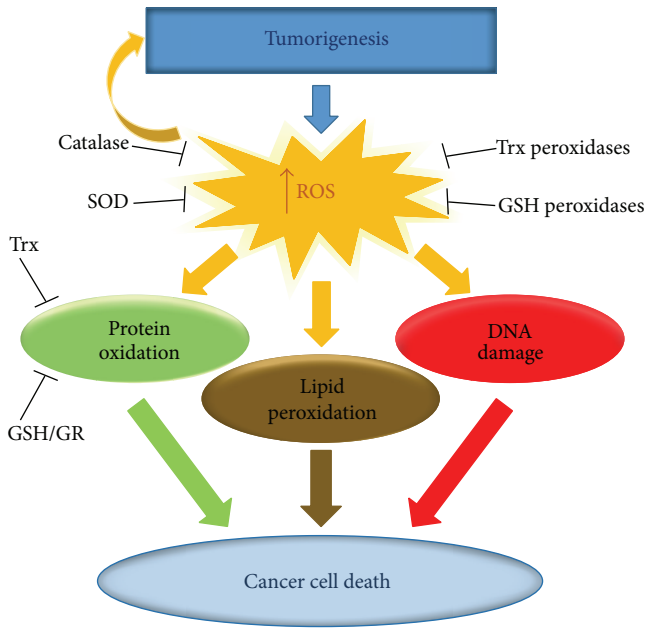 Tumorigenesis
Catalase
Trx peroxidases
↑ ROS
SOD
GSH peroxidases
Trx
Protein
oxidation
DNA
damage
Lipid
peroxidation
GSH/GR
Cancer cell death